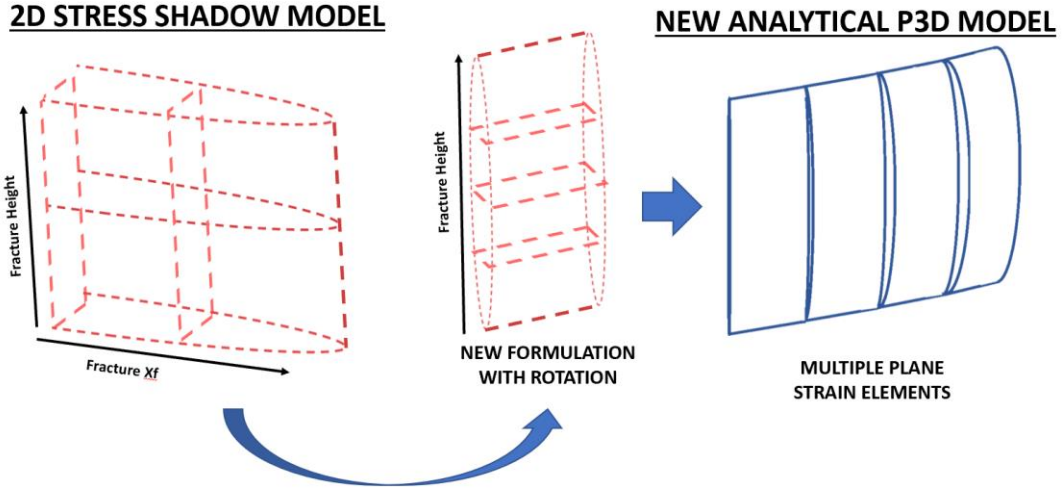 2D STRESS SHADOW MODEL
NEW ANALYTICAL P3D MODEL
Fracture Height
Fracture Xf
Fracture Height
NEW FORMULATION
WITH ROTATION
MULTIPLE PLANE
STRAIN ELEMENTS